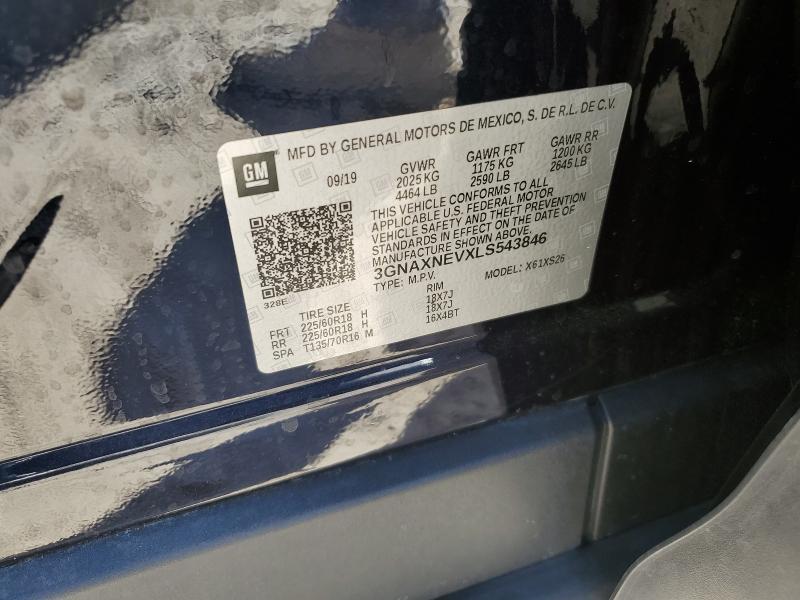 MFD BY GENERAL MOTORS DE MEXICO, S. DE R.L. DE C.V.
GM
09/19
GVWR
2025 KG
4464 LB
GAWR FRT
1175 KG
2590 LB
GAWR RR
1200 KG
2645 LB
THIS VEHICLE CONFORMS TO ALL
APPLICABLE U.S. FEDERAL MOTOR
VEHICLE SAFETY AND THEFT PREVENTION
STANDARDS IN EFFECT ON THE DATE OF
MANUFACTURE SHOWN ABOVE.
3GNAXNEVXLS543846
TYPE: M.P.V. MODEL: X61XS26
328E
TIRE SIZE RIM
FRT 225/60R18 H 18X7J
RR 225/60R18 H 18X7J
SPA T135/70R16 M 16X4BT